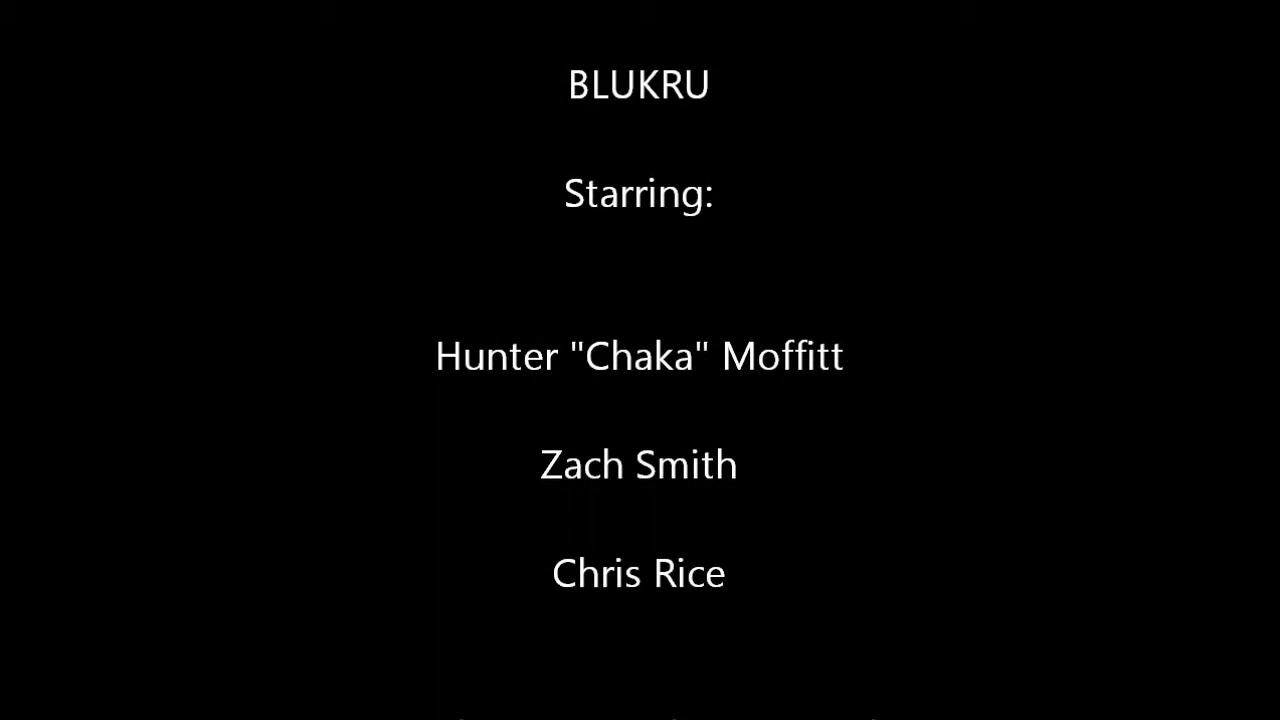 BLUKRU
Starring:
Hunter "Chaka" Moffitt
Zach Smith
Chris Rice